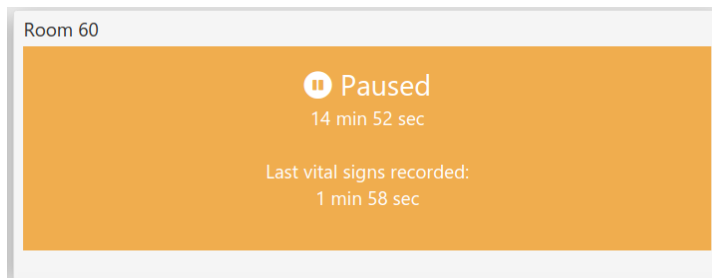 Room 60
Paused
14 min 52 sec
Last vital signs recorded:
1 min 58 sec